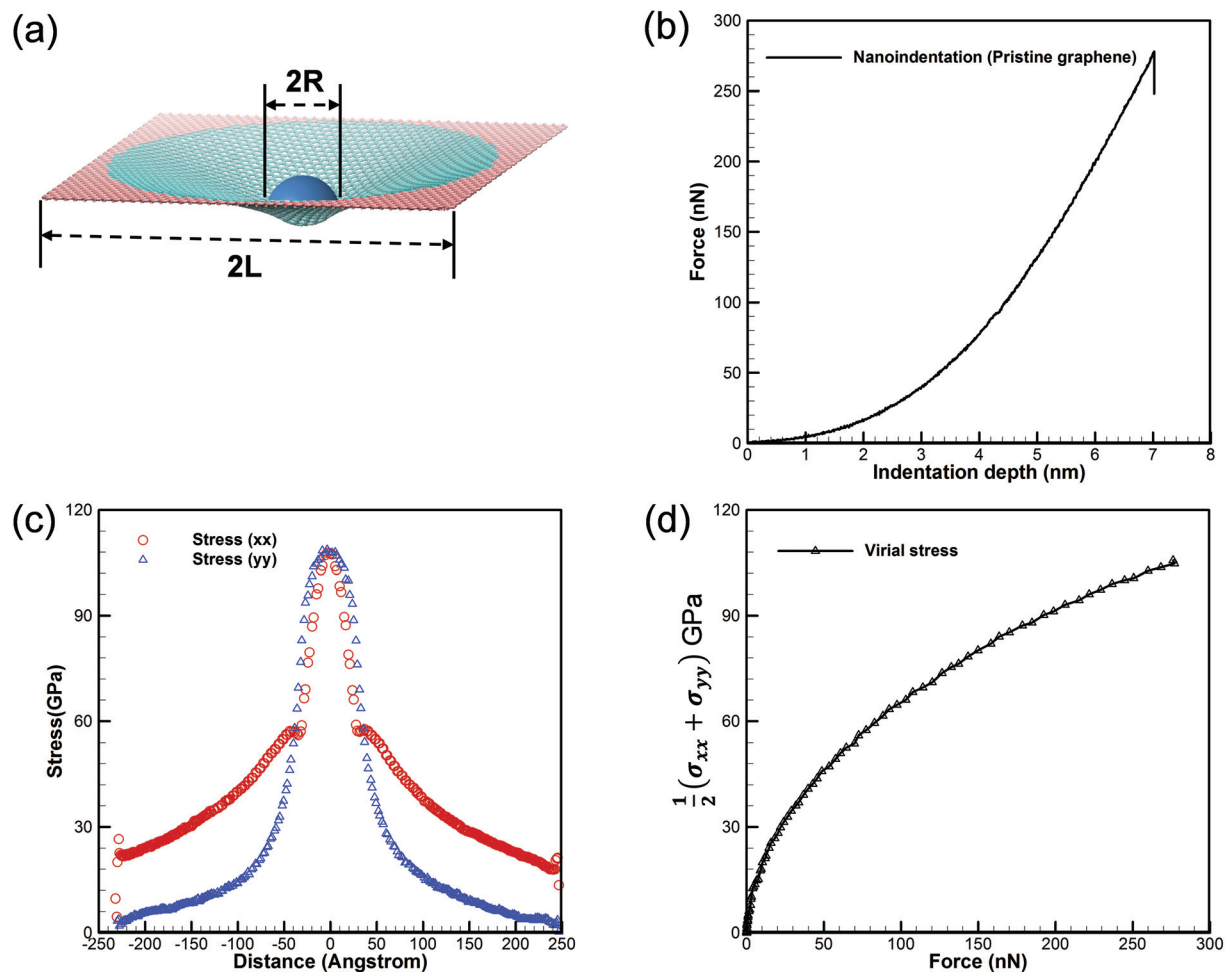 (a)
2R
2L
(b)
300
250
200
150
100
50
0
Force (nN)
Nanoindentation (Pristine graphene)
0 1 2 3 4 5 6 7 8
Indentation depth (nm)
(c)
120
90
60
30
0
Stress(GPa)
Stress (xx)
Stress (yy)
-250 -200 -150 -100 -50 0 50 100 150 200 250
Distance (Angstrom)
(d)
120
90
60
30
0
½(σxx + σyy) GPa
Virial stress
0 50 100 150 200 250 300
Force (nN)